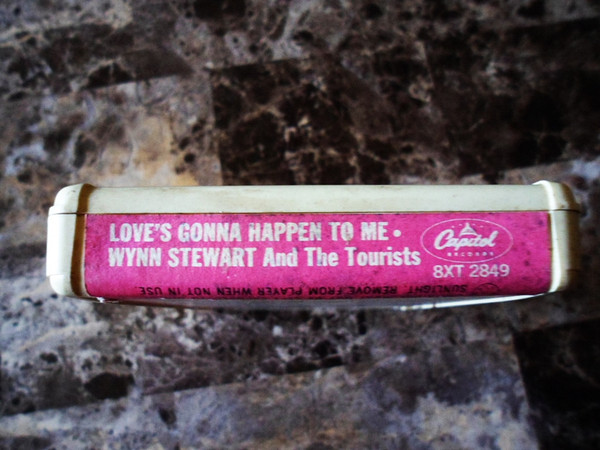 LOVE'S GONNA HAPPEN TO ME •
WYNN STEWART And The Tourists
Capitol
RECORDS
8XT 2849
SUNLIGHT. REMOVE FROM PLAYER WHEN NOT IN USE.